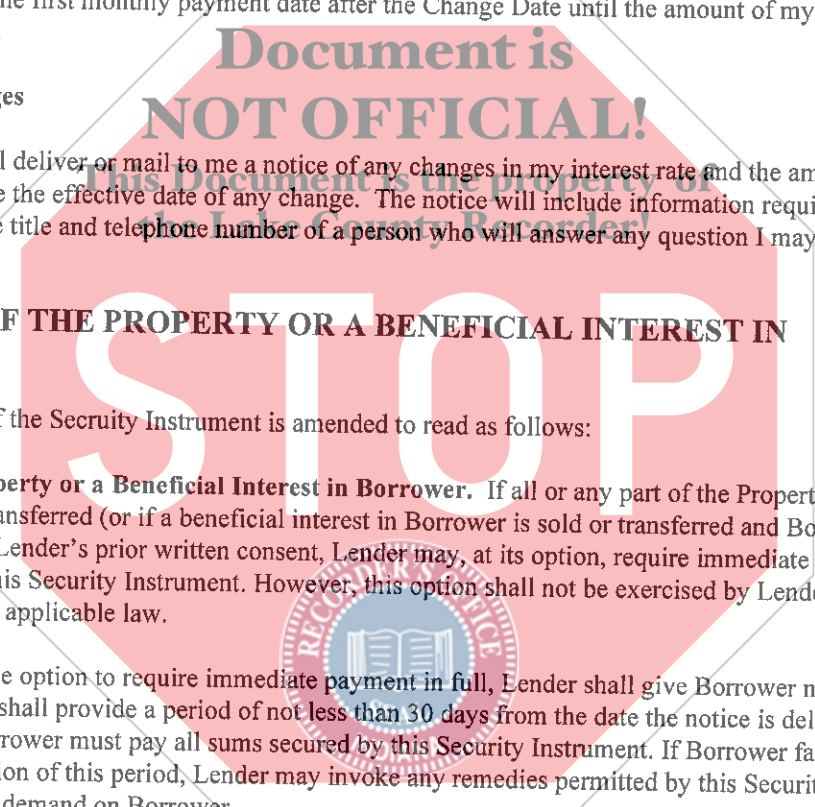 he first monthly payment date after the Change Date until the amount of my
Document is
ges
NOT OFFICIAL!
l deliver or mail to me a notice of any changes in my interest rate and the am
This Document is the property of
e the effective date of any change. The notice will include information requi
the Lake County Recorder!
e title and telephone number of a person who will answer any question I may
F THE PROPERTY OR A BENEFICIAL INTEREST IN
STOP
f the Secruity Instrument is amended to read as follows:
perty or a Beneficial Interest in Borrower. If all or any part of the Propert
ansferred (or if a beneficial interest in Borrower is sold or transferred and Bo
Lender's prior written consent, Lender may, at its option, require immediate
is Security Instrument. However, this option shall not be exercised by Lende
applicable law.
RECORDER'S OFFICE
e option to require immediate payment in full, Lender shall give Borrower n
shall provide a period of not less than 30 days from the date the notice is del
SEAL
rrower must pay all sums secured by this Security Instrument. If Borrower fa
INDIANA
ion of this period, Lender may invoke any remedies permitted by this Securit
demand on Borrower.